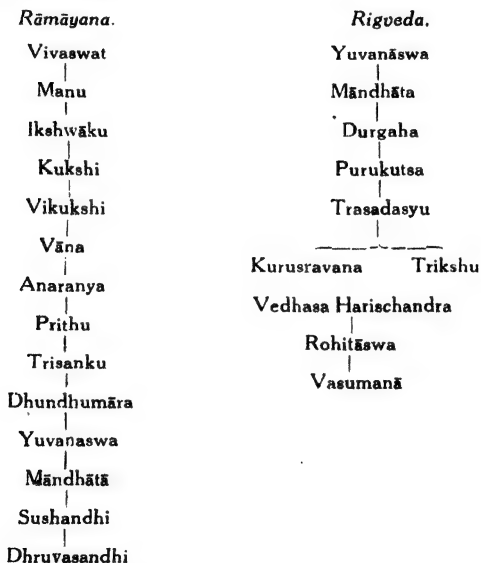 Rāmāyana.
Vivaswat
Manu
Ikshwāku
Kukshi
Vikukshi
Vāna
Anaranya
Prithu
Trisanku
Dhundhumāra
Yuvanaswa
Māndhātā
Sushandhi
Dhruvasandhi
Rigveda.
Yuvanāswa
Māndhāta
Durgaha
Purukutsa
Trasadasyu
Kurusravana Trikshu
Vedhasa Harischandra
Rohitāswa
Vasumanā